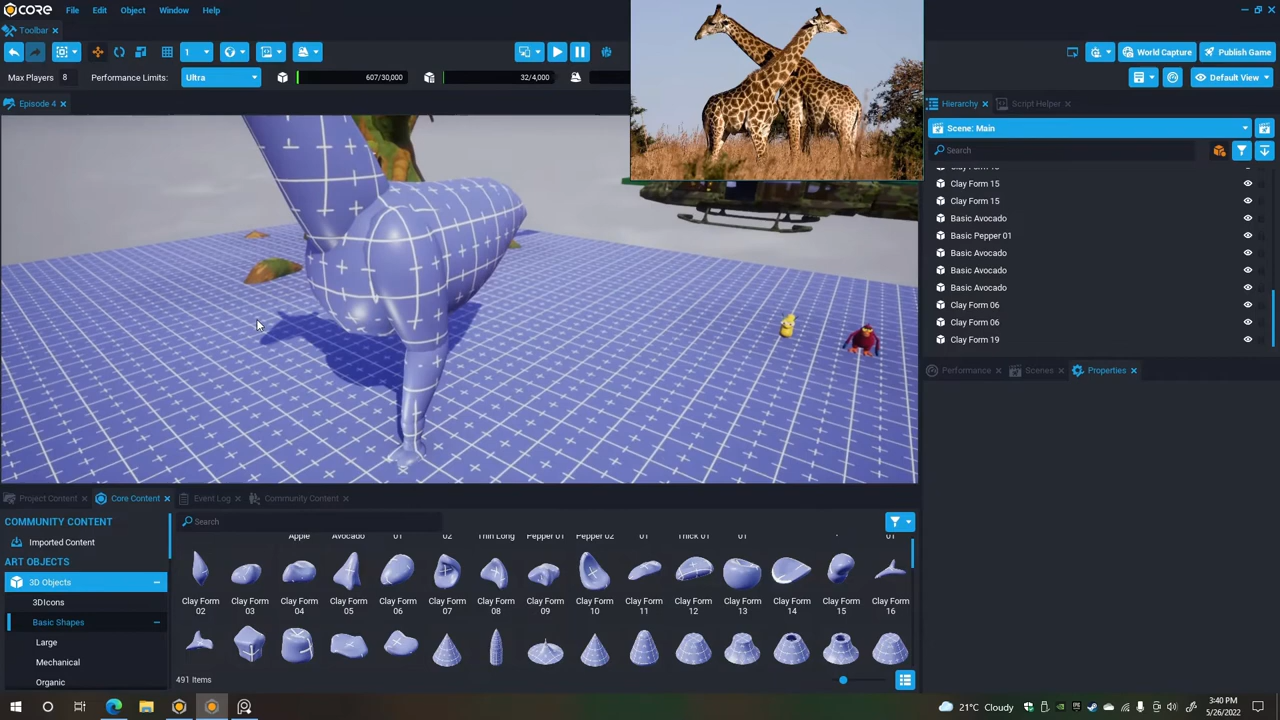 CORE File Edit Object Window Help
Toolbar
1
World Capture Publish Game
Max Players 8 Performance Limits: Ultra 607/30,000 32/4,000
Default View
Episode 4
Hierarchy Script Helper
Scene: Main
Search
Clay Form 15
Clay Form 15
Basic Avocado
Basic Pepper 01
Basic Avocado
Basic Avocado
Basic Avocado
Clay Form 06
Clay Form 06
Clay Form 19
Performance Scenes Properties
Project Content Core Content Event Log Community Content
COMMUNITY CONTENT
Search
Imported Content
Apple Avocado 01 02 Thin Long Pepper 01 Pepper 02 01 Thick 01 01 01
ART OBJECTS
3D Objects
3DIcons
Basic Shapes
Large
Mechanical
Organic
Clay Form 02 Clay Form 03 Clay Form 04 Clay Form 05 Clay Form 06 Clay Form 07 Clay Form 08 Clay Form 09 Clay Form 10 Clay Form 11 Clay Form 12 Clay Form 13 Clay Form 14 Clay Form 15 Clay Form 16
491 Items
21°C Cloudy
3:40 PM
5/26/2022